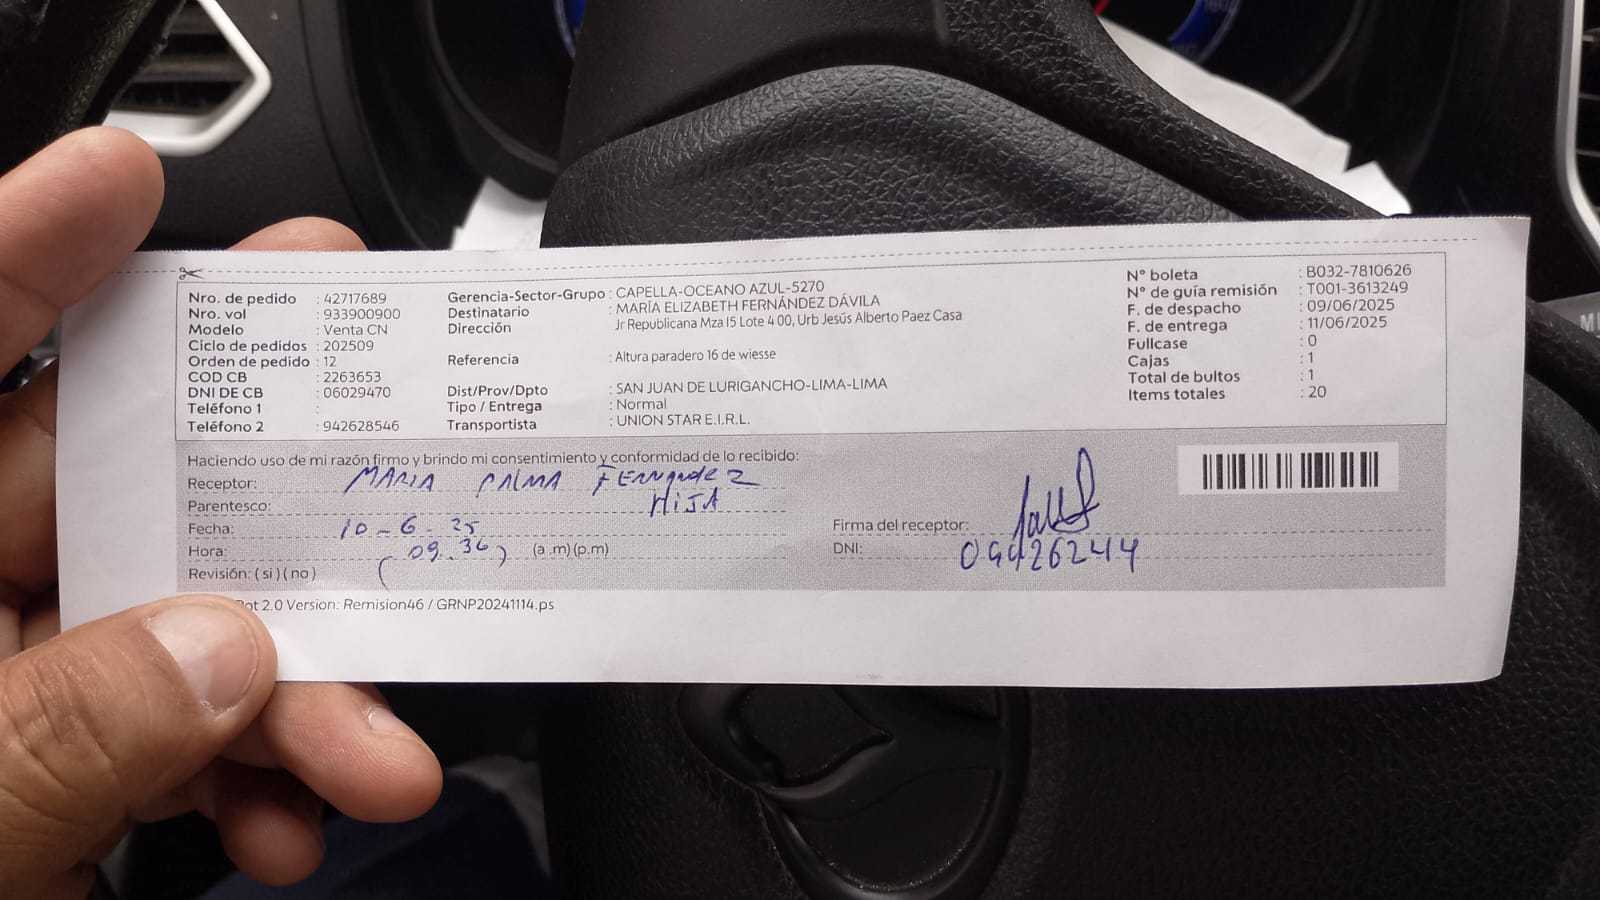 Nro. de pedido : 42717689
Nro. vol : 933900900
Modelo : Venta CN
Ciclo de pedidos : 202509
Orden de pedido : 12
COD CB : 2263653
DNI DE CB : 06029470
Teléfono 1 :
Teléfono 2 : 942628546
Gerencia-Sector-Grupo : CAPELLA-OCEANO AZUL-5270
Destinatario : MARÍA ELIZABETH FERNÁNDEZ DÁVILA
Dirección Jr Republicana Mza I5 Lote 4 00, Urb Jesús Alberto Paez Casa
Referencia : Altura paradero 16 de wiesse
Dist/Prov/Dpto : SAN JUAN DE LURIGANCHO-LIMA-LIMA
Tipo / Entrega : Normal
Transportista : UNION STAR E.I.R.L.
N° boleta : B032-7810626
N° de guía remisión : T001-3613249
F. de despacho : 09/06/2025
F. de entrega : 11/06/2025
Fullcase : 0
Cajas : 1
Total de bultos : 1
Items totales : 20
Haciendo uso de mi razón firmo y brindo mi consentimiento y conformidad de lo recibido:
Receptor: MARIA PALMA FERNANDEZ
Parentesco: HIJA
Fecha: 10-6-25
Hora: (09.36) (a .m)(p.m)
Revisión: ( si ) ( no )
Firma del receptor:
DNI:
2.0 Version: Remision46 / GRNP20241114.ps